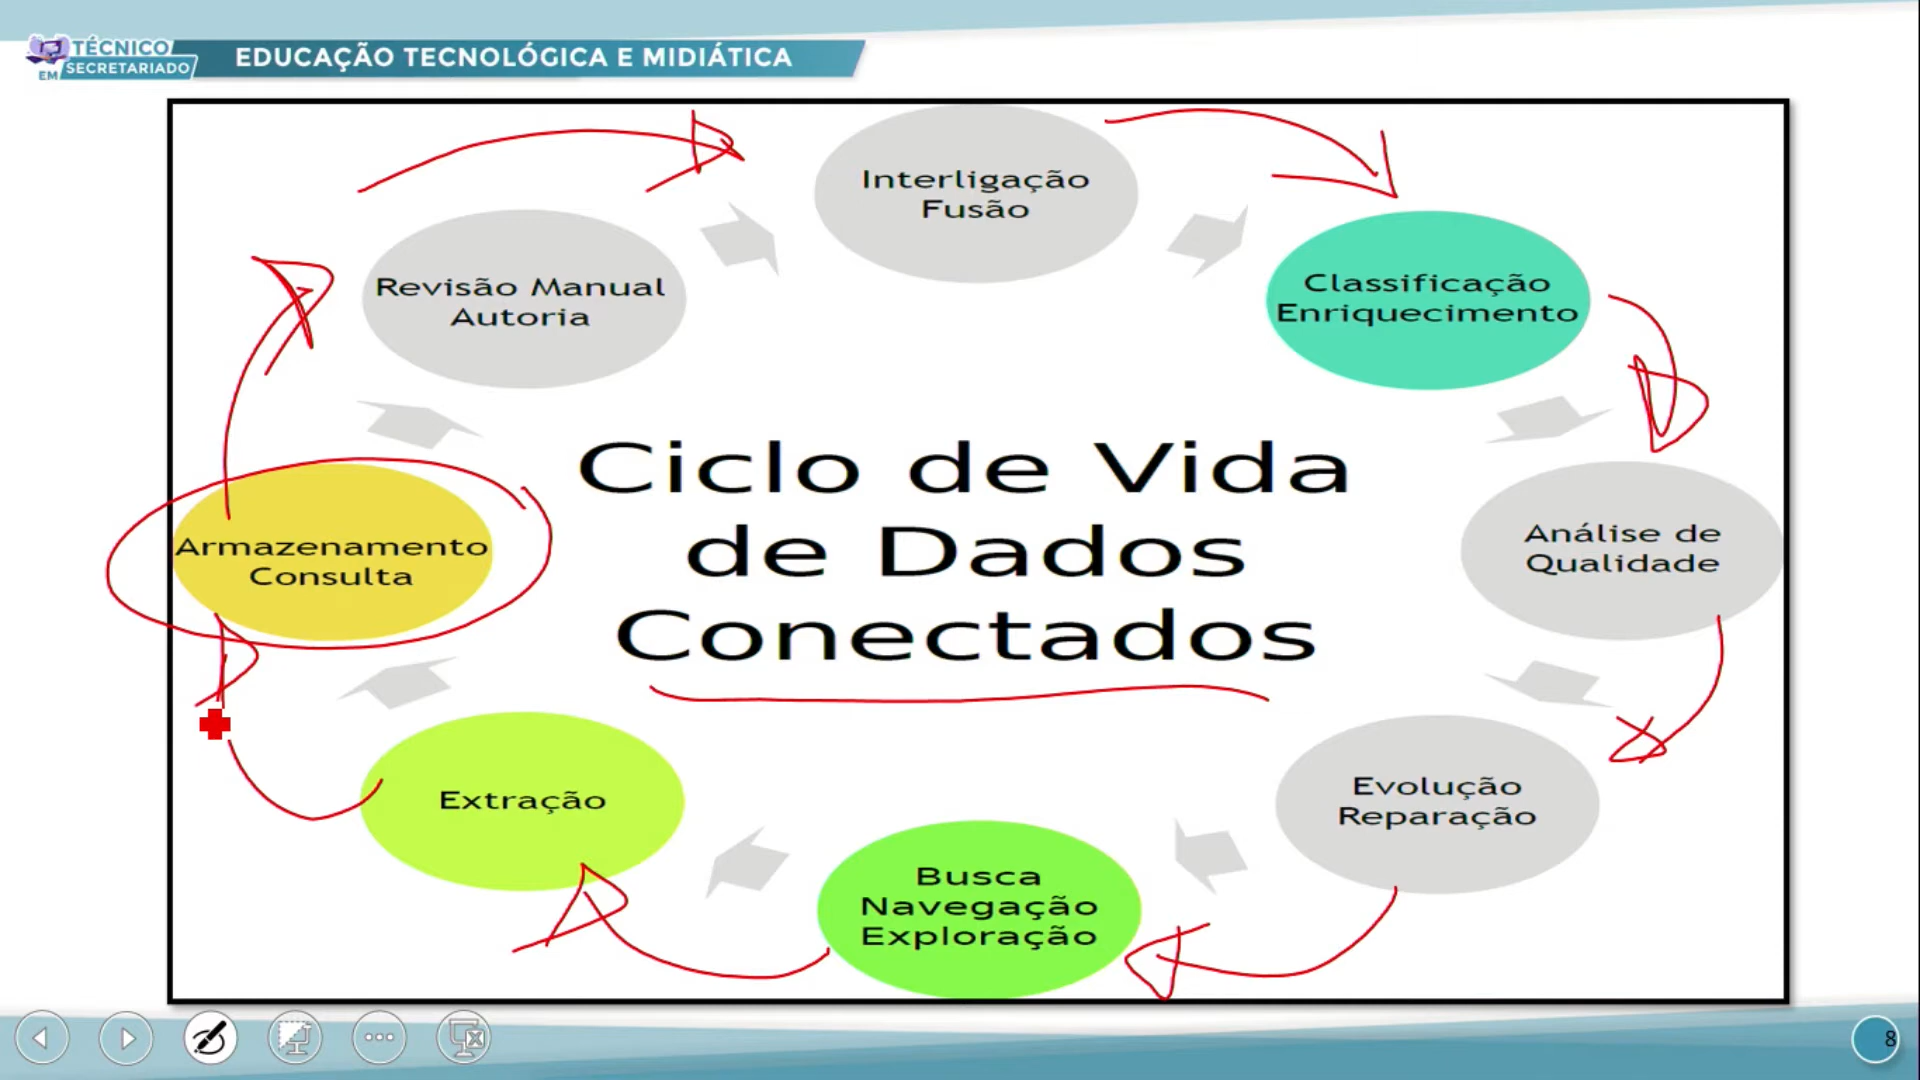 TÉCNICO
EM SECRETARIADO
EDUCAÇÃO TECNOLÓGICA E MIDIÁTICA
Interligação
Fusão
Revisão Manual
Autoria
Classificação
Enriquecimento
Ciclo de Vida
de Dados
Conectados
Armazenamento
Consulta
Análise de
Qualidade
Extração
Evolução
Reparação
Busca
Navegação
Exploração
8